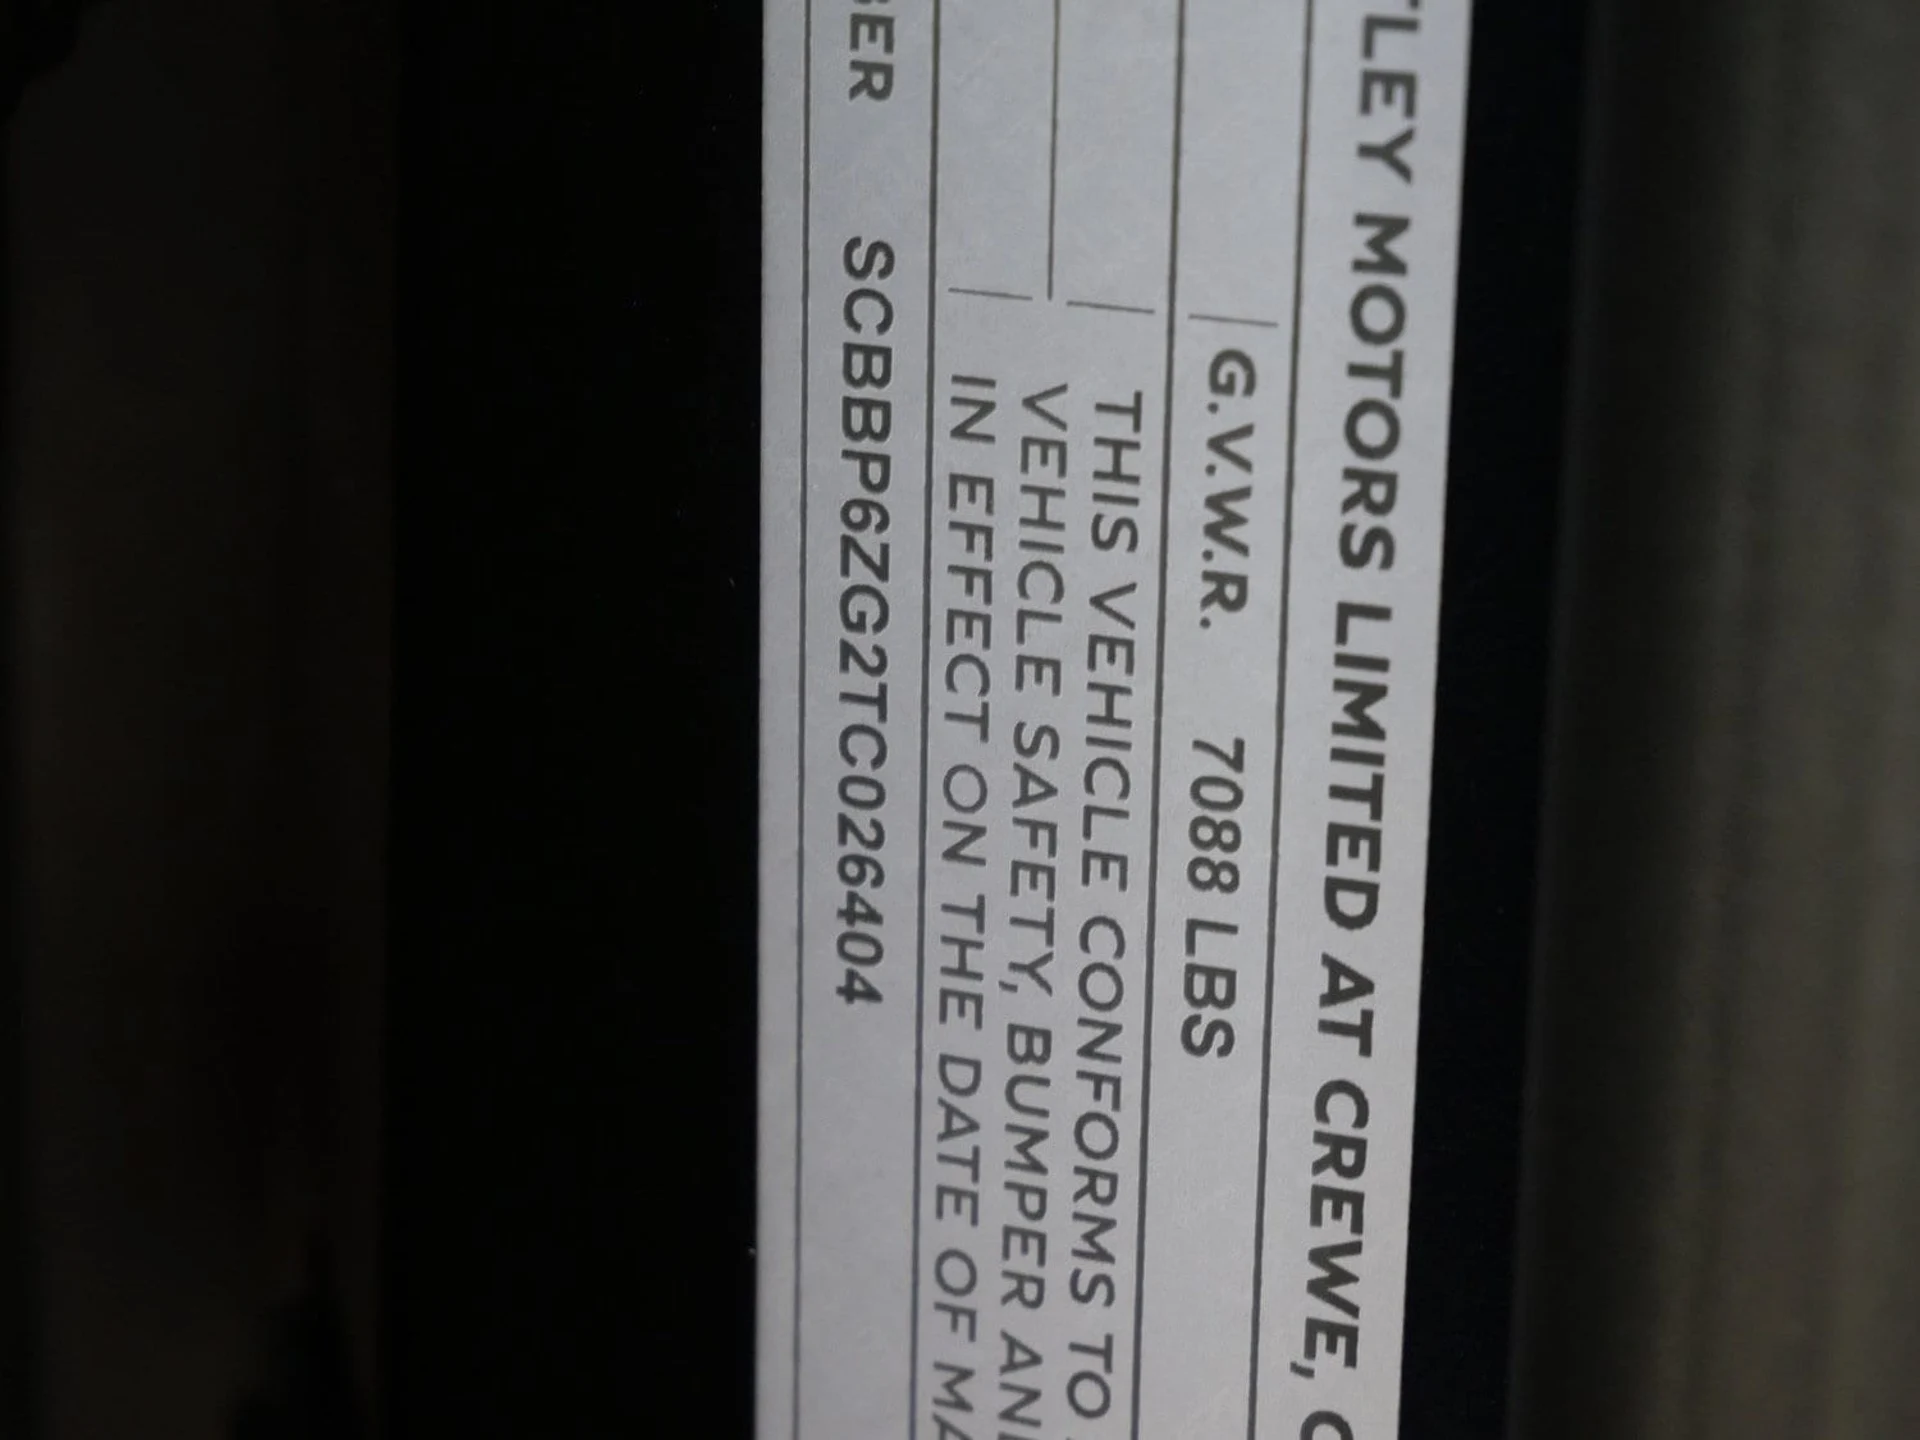 TLEY MOTORS LIMITED AT CREWE, C
G.V.W.R. 7088 LBS
THIS VEHICLE CONFORMS TO
VEHICLE SAFETY, BUMPER AN
IN EFFECT ON THE DATE OF MA
BER SCBBP6ZG2TC026404